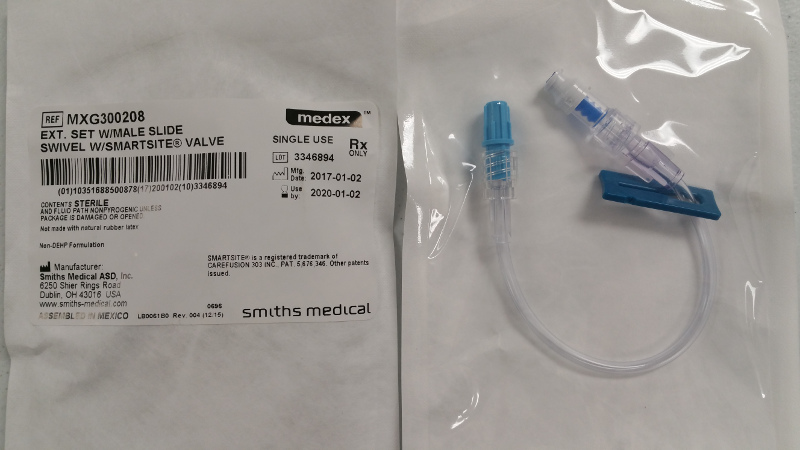 REF MXG300208
EXT. SET W/MALE SLIDE
SWIVEL W/SMARTSITE® VALVE
(01)10351688500878(17)200102(10)3346894
CONTENTS STERILE
AND FLUID PATH NONPYROGENIC UNLESS
PACKAGE IS DAMAGED OR OPENED
Not made with natural rubber latex
Non-DEHP Formulation
Manufacturer:
Smiths Medical ASD, Inc.
6250 Shier Rings Road
Dublin, OH 43016 USA
www.smiths-medical.com
ASSEMBLED IN MEXICO
medex™
SINGLE USE
Rx
ONLY
LOT 3346894
Mfg.
Date: 2017-01-02
Use
by 2020-01-02
SMARTSITE® is a registered trademark of
CAREFUSION 303 INC., PAT. 5,676,346. Other patents
issued.
0696
LB0061B0 Rev. 004 (12/15)
smiths medical